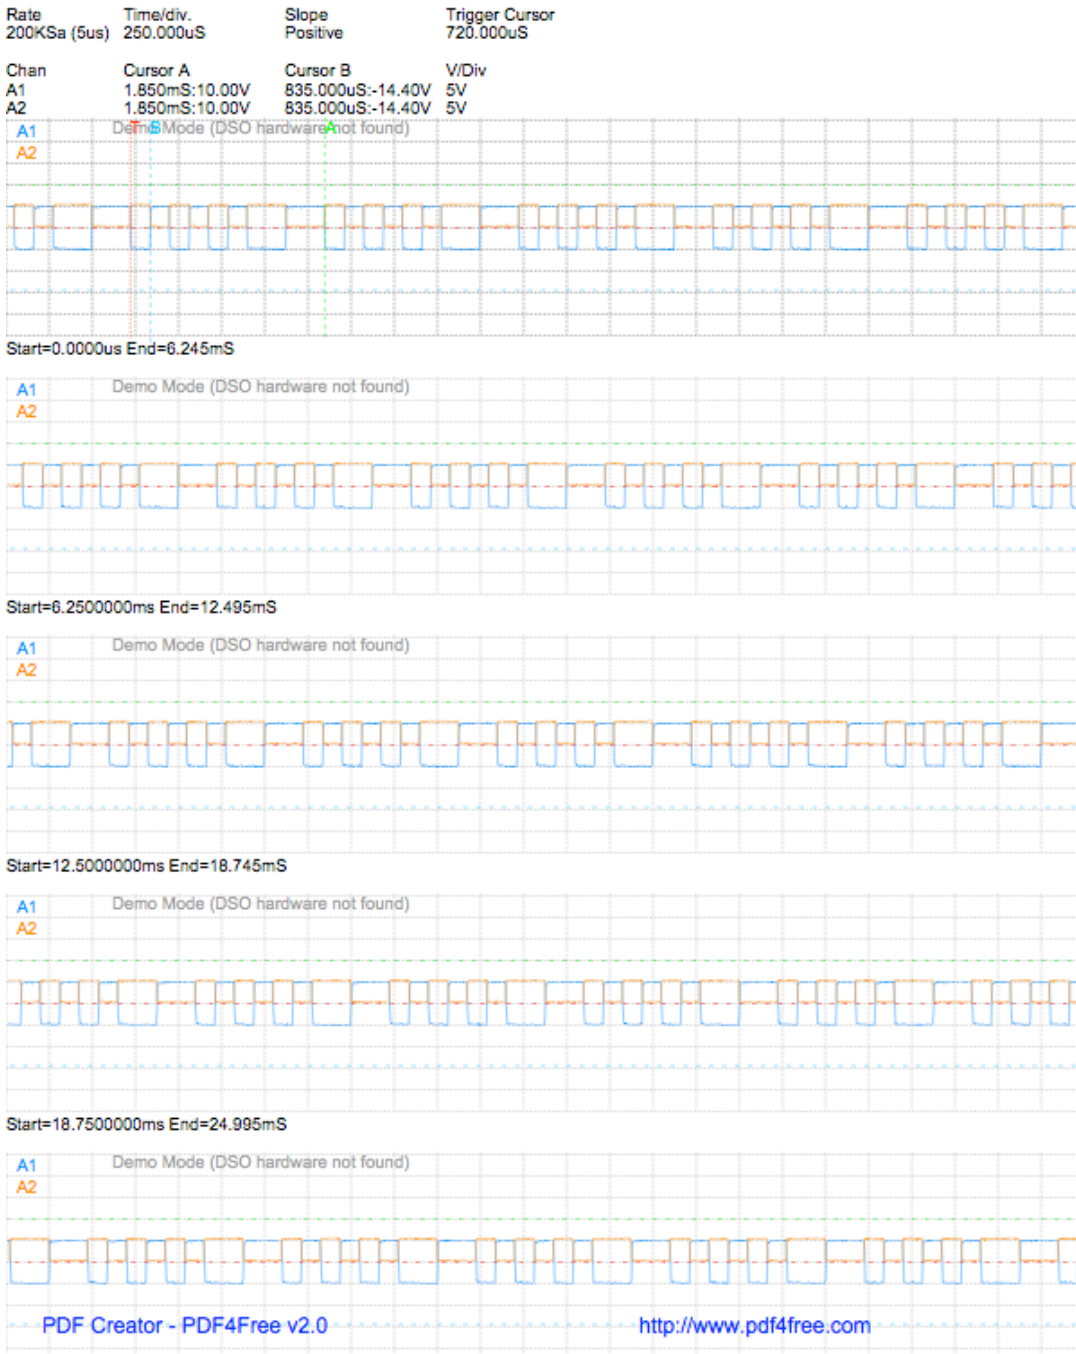 Rate Time/div. Slope Trigger Cursor
200KSa (5us) 250.000uS Positive 720.000uS
Chan Cursor A Cursor B V/Div
A1 1.850mS:10.00V 835.000uS:-14.40V 5V
A2 1.850mS:10.00V 835.000uS:-14.40V 5V
A1 Demo Mode (DSO hardware not found)
T B A
A2
Start=0.0000us End=6.245mS
A1 Demo Mode (DSO hardware not found)
A2
Start=6.2500000ms End=12.495mS
A1 Demo Mode (DSO hardware not found)
A2
Start=12.5000000ms End=18.745mS
A1 Demo Mode (DSO hardware not found)
A2
Start=18.7500000ms End=24.995mS
A1 Demo Mode (DSO hardware not found)
A2
PDF Creator - PDF4Free v2.0 http://www.pdf4free.com